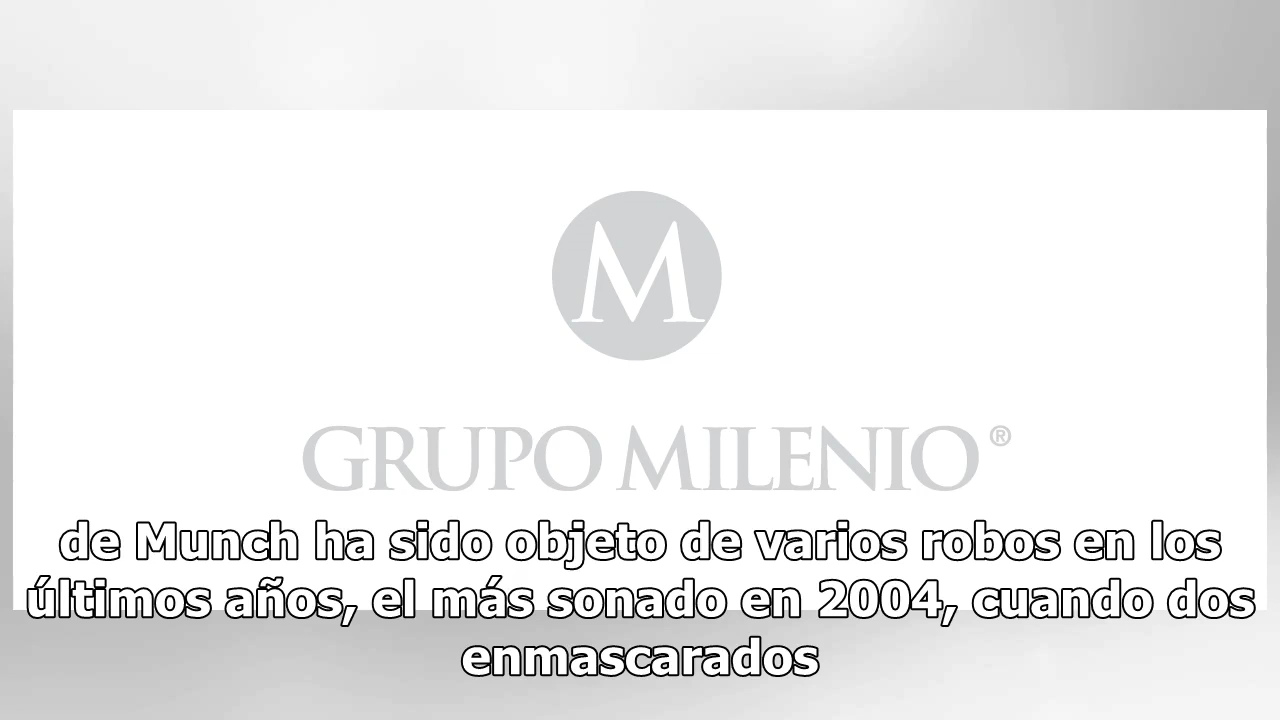 M
GRUPO MILENIO®
de Munch ha sido objeto de varios robos en los
últimos años, el más sonado en 2004, cuando dos
enmascarados